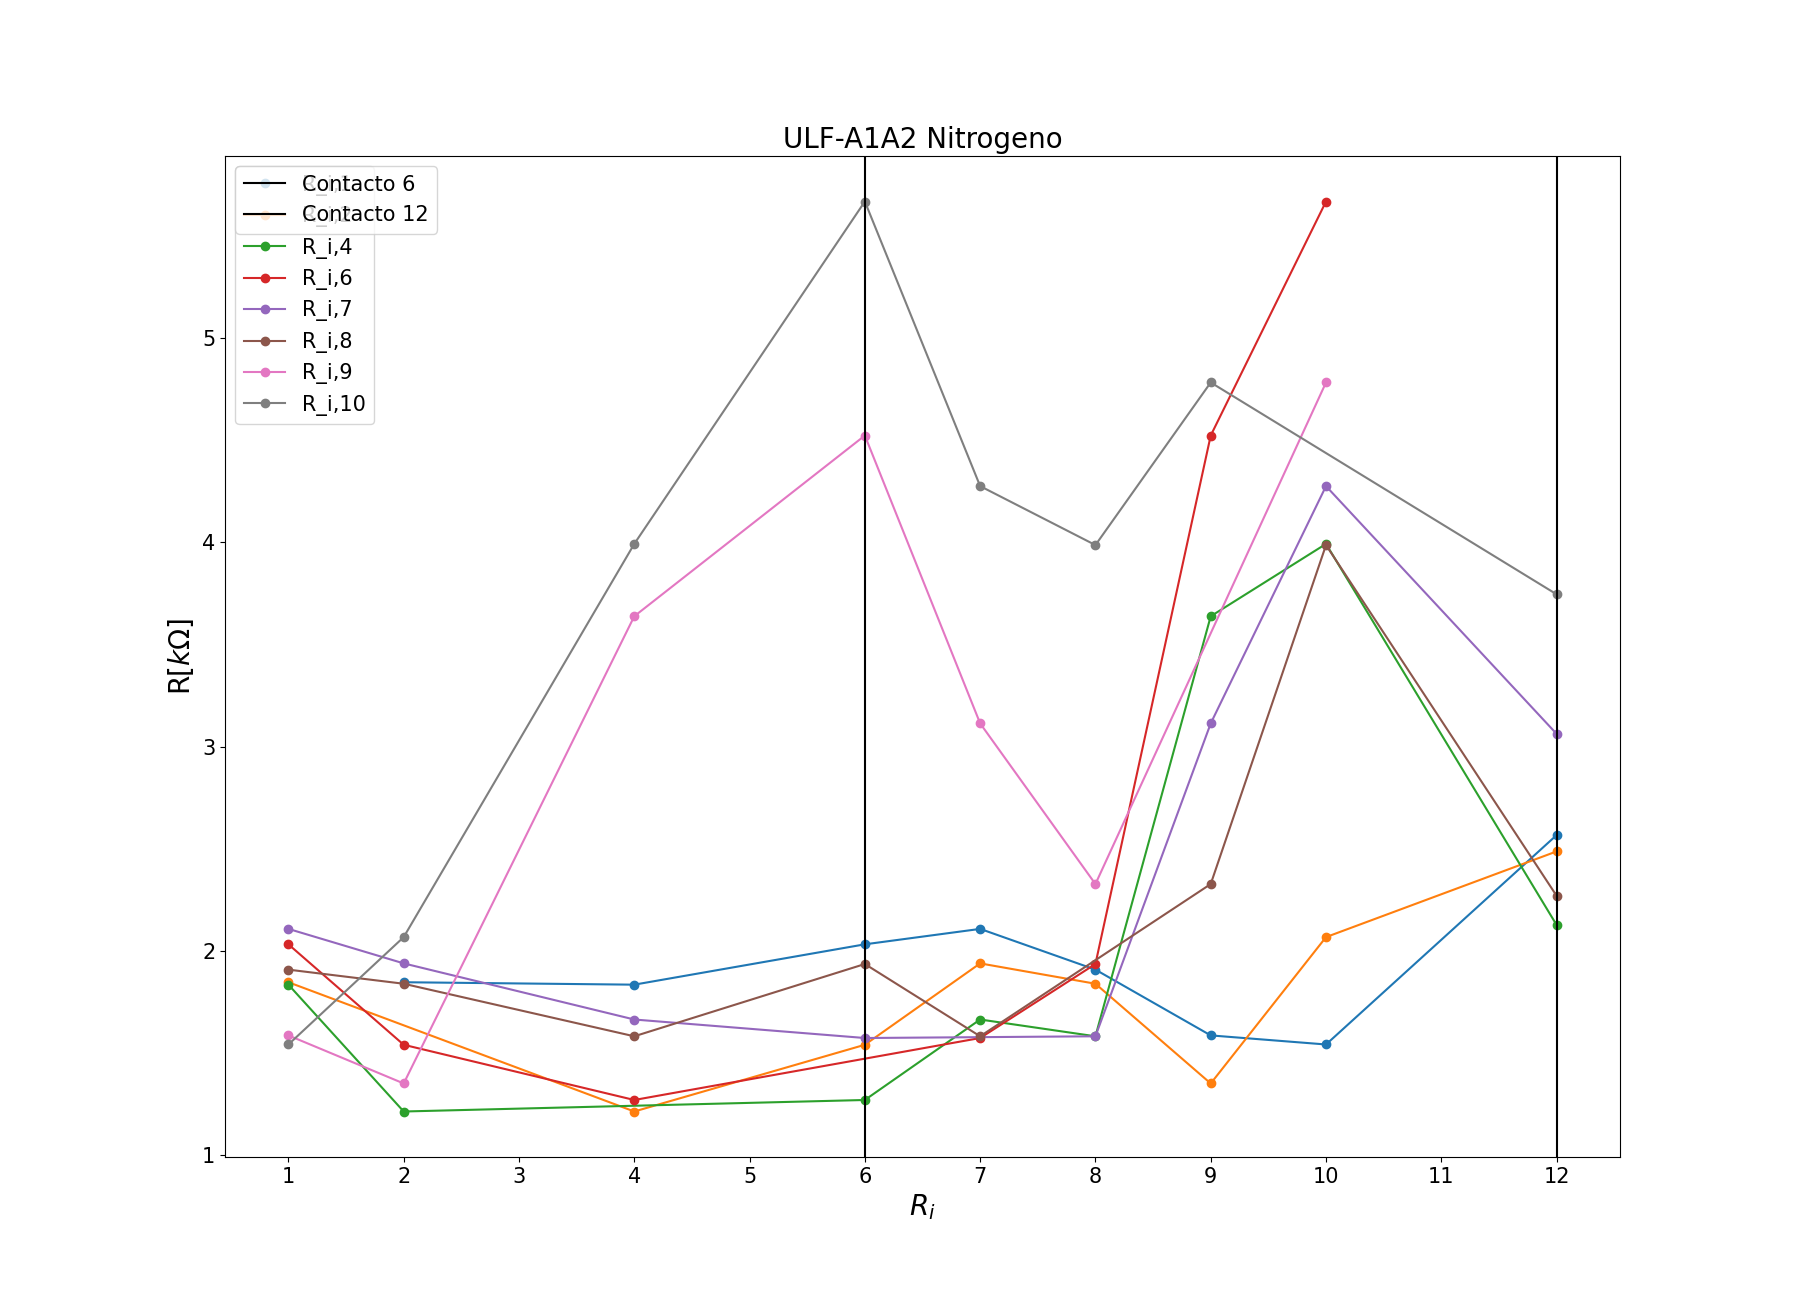 ULF-A1A2 Nitrogeno
Contacto 6
Contacto 12
R_i,4
R_i,6
R_i,7
R_i,8
R_i,9
R_i,10
R[kΩ]
5
4
3
2
1
1 2 3 4 5 6 7 8 9 10 11 12
R_i